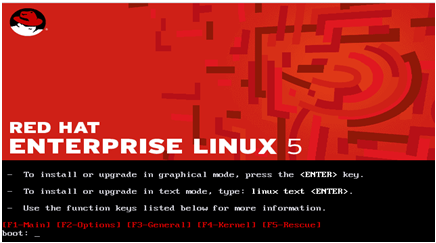 RED HAT
ENTERPRISE LINUX 5
- To install or upgrade in graphical mode, press the <ENTER> key.
- To install or upgrade in text mode, type: linux text <ENTER>.
- Use the function keys listed below for more information.
[F1-Main] [F2-Options] [F3-General] [F4-Kernel] [F5-Rescue]
boot: _